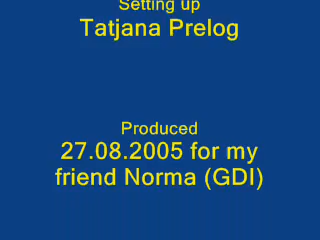 Setting up
Tatjana Prelog
Produced
27.08.2005 for my
friend Norma (GDI)